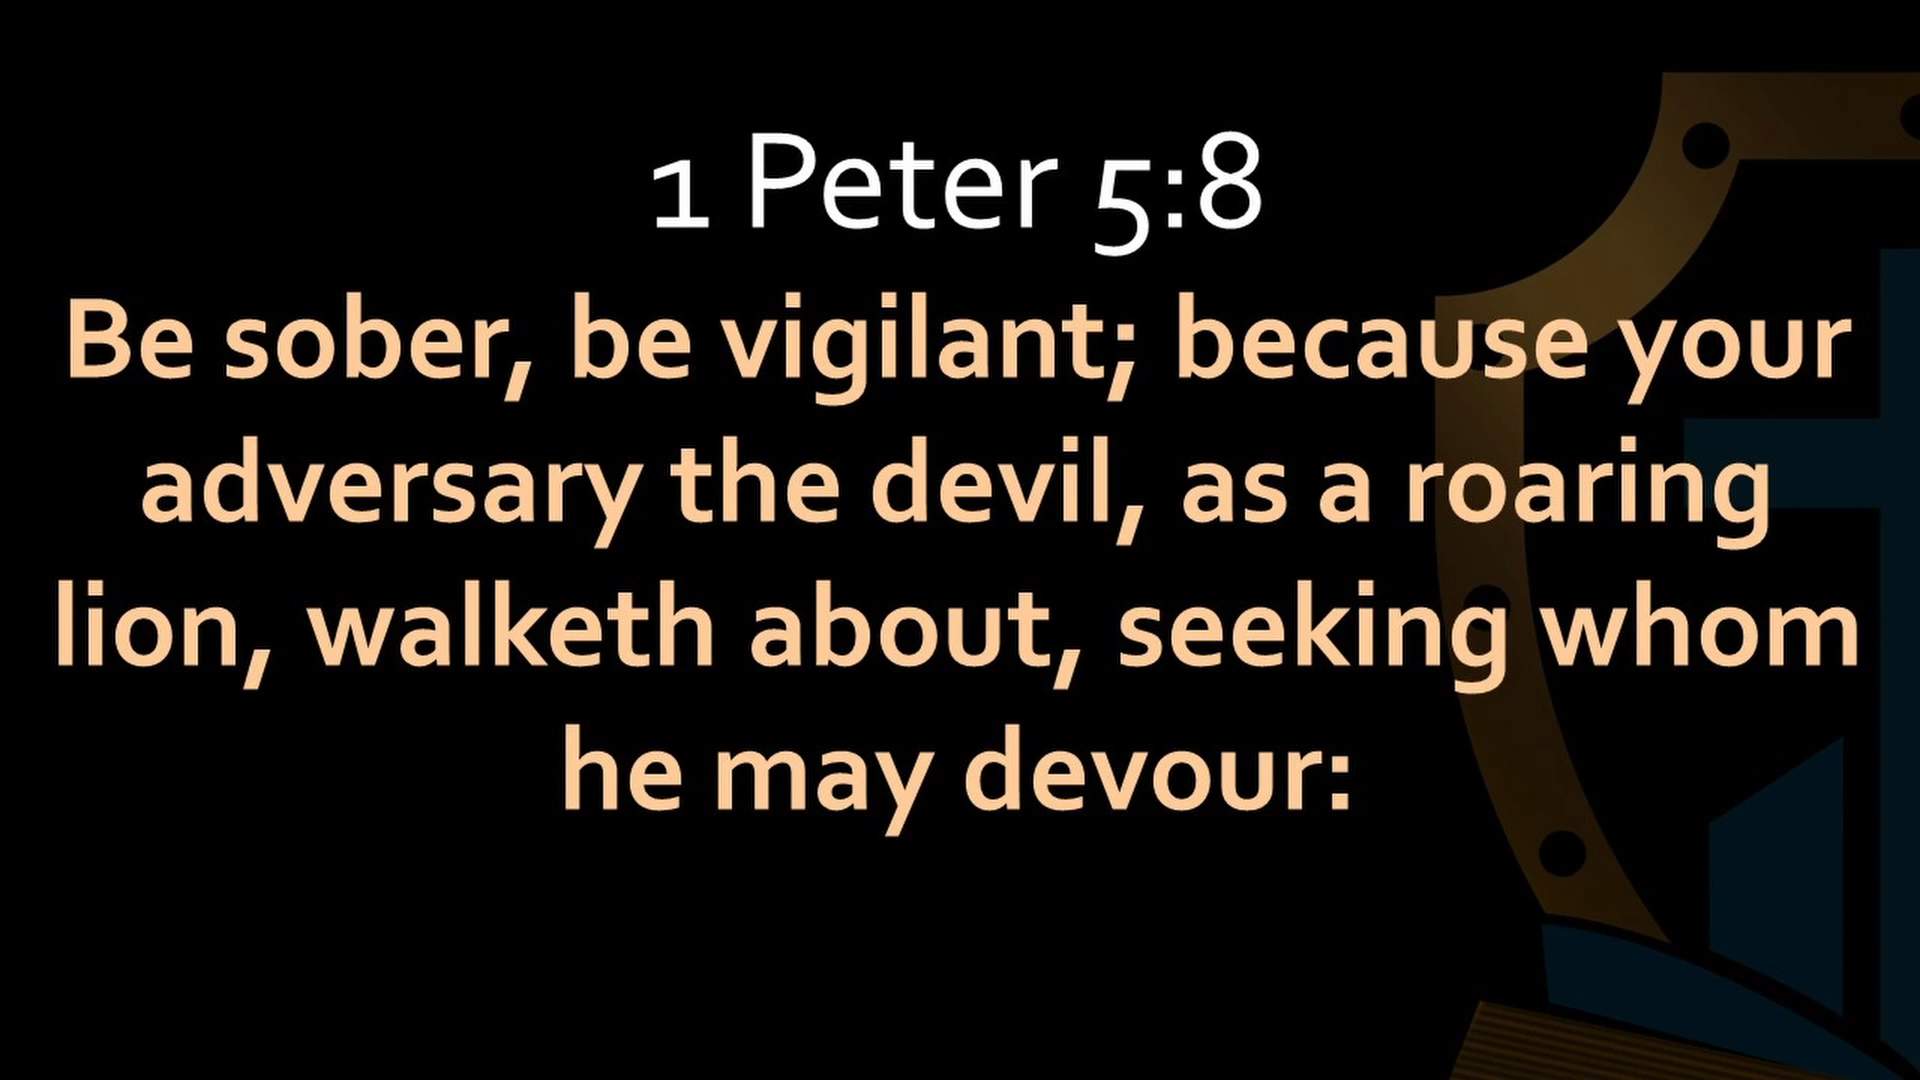 1 Peter 5:8
Be sober, be vigilant; because your
adversary the devil, as a roaring
lion, walketh about, seeking whom
he may devour: